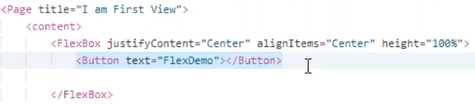 <Page title="I am First View">
<content>
<FlexBox justifyContent="Center" alignItems="Center" height="100%">
<Button text="FlexDemo"></Button>
</FlexBox>